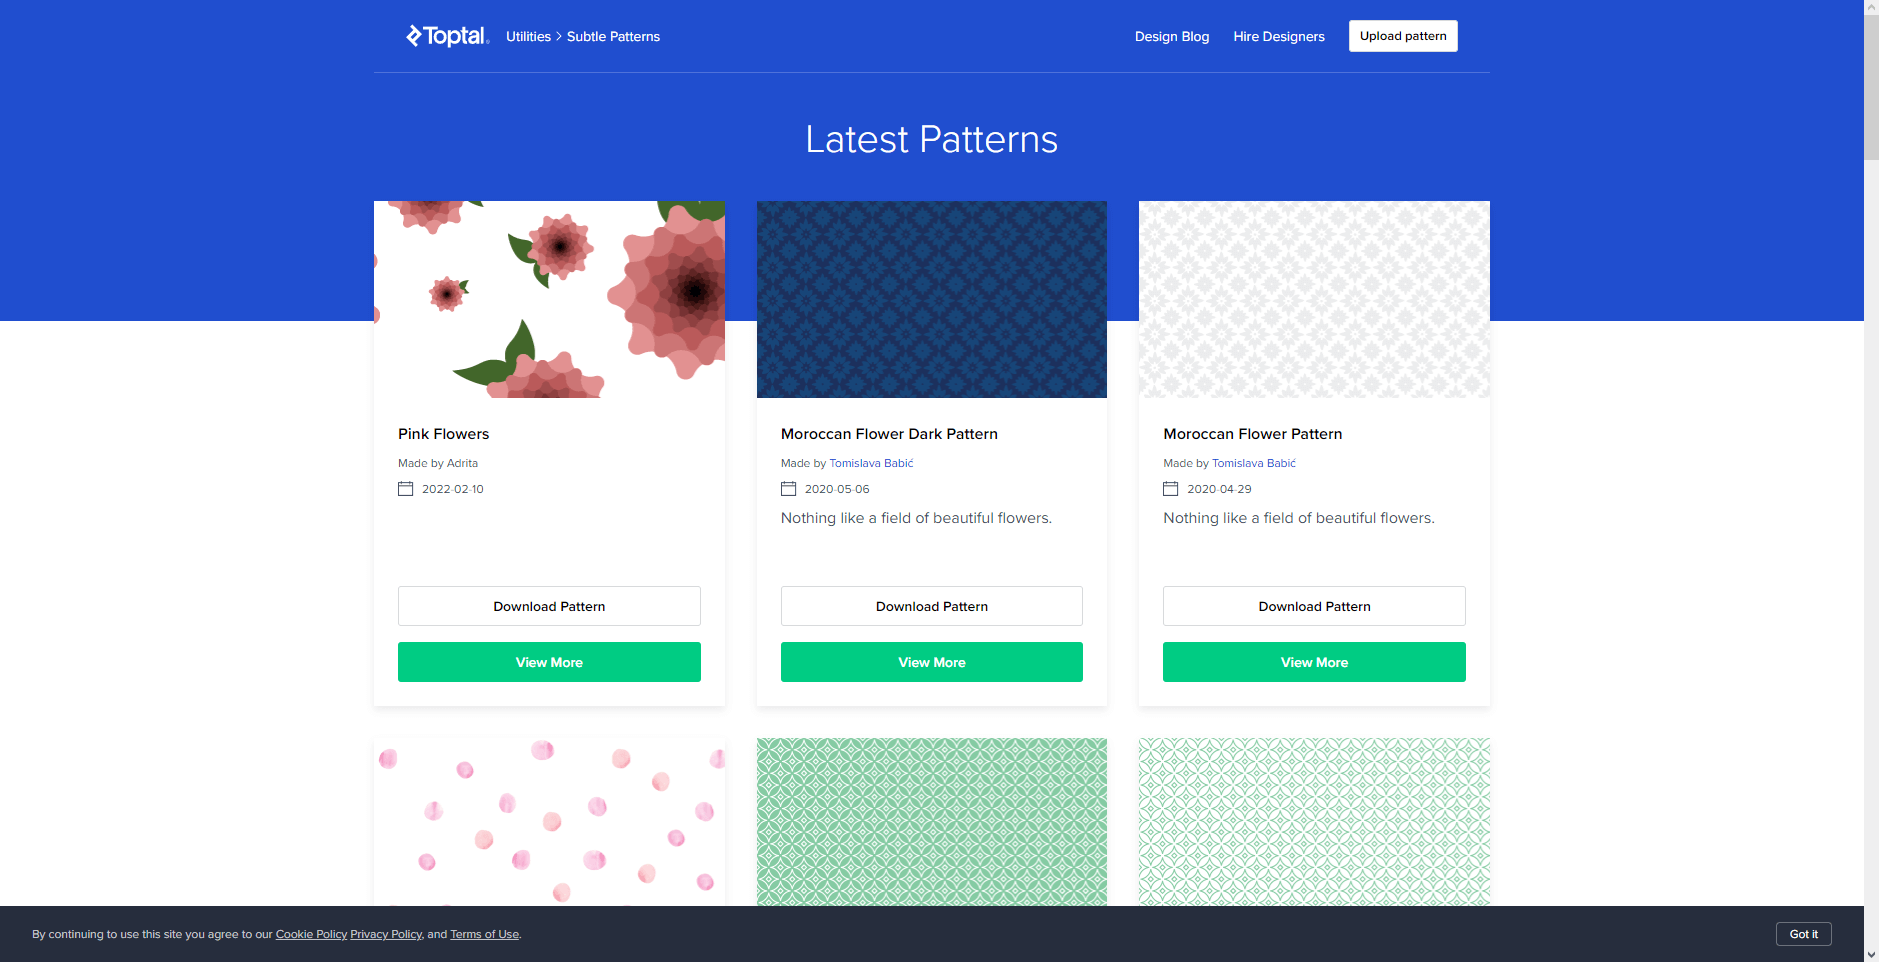 Toptal
Utilities > Subtle Patterns
Design Blog
Hire Designers
Upload pattern
Latest Patterns
Pink Flowers
Made by Adrita
2022-02-10
Download Pattern
View More
Moroccan Flower Dark Pattern
Made by Tomislava Babić
2020-05-06
Nothing like a field of beautiful flowers.
Download Pattern
View More
Moroccan Flower Pattern
Made by Tomislava Babić
2020-04-29
Nothing like a field of beautiful flowers.
Download Pattern
View More
By continuing to use this site you agree to our Cookie Policy Privacy Policy, and Terms of Use.
Got it